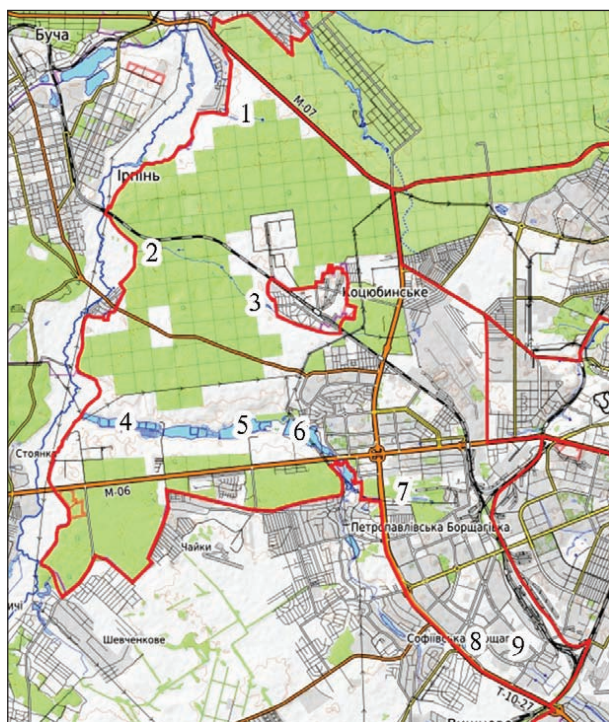 Буча
М-07
1
Ірпінь
2
3
Коцюбинське
4
5
6
Стоянка
М-06
7
Петропавлівська Борщагівка
Чайки
Шевченкове
8
9
Т-10-27